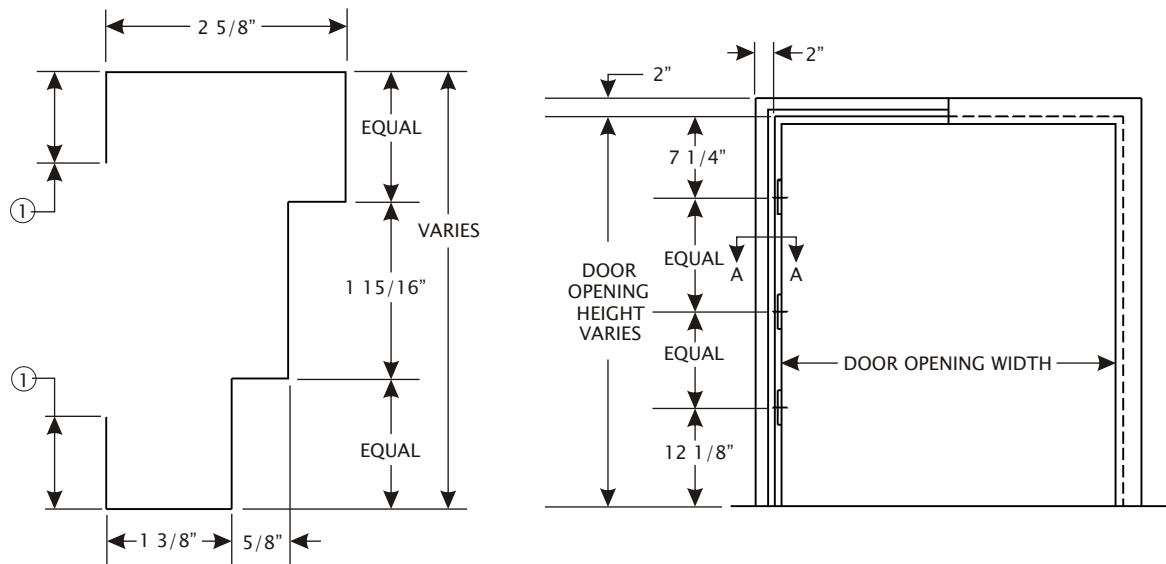 2 5/8”
EQUAL
1
VARIES
1 15/16”
1
EQUAL
1 3/8”
5/8”
2”
2”
7 1/4”
A
A
EQUAL
DOOR
OPENING
HEIGHT
VARIES
EQUAL
DOOR OPENING WIDTH
12 1/8”